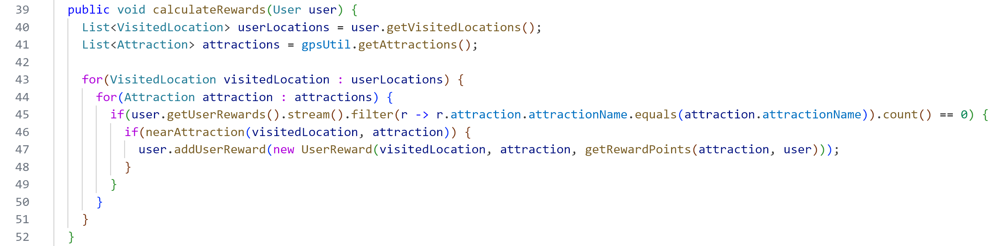 39 public void calculateRewards(User user) {
40 List<VisitedLocation> userLocations = user.getVisitedLocations();
41 List<Attraction> attractions = gpsUtil.getAttractions();
42
43 for(VisitedLocation visitedLocation : userLocations) {
44 for(Attraction attraction : attractions) {
45 if(user.getUserRewards().stream().filter(r -> r.attraction.attractionName.equals(attraction.attractionName)).count() == 0) {
46 if(nearAttraction(visitedLocation, attraction)) {
47 user.addUserReward(new UserReward(visitedLocation, attraction, getRewardPoints(attraction, user)));
48 }
49 }
50 }
51 }
52 }